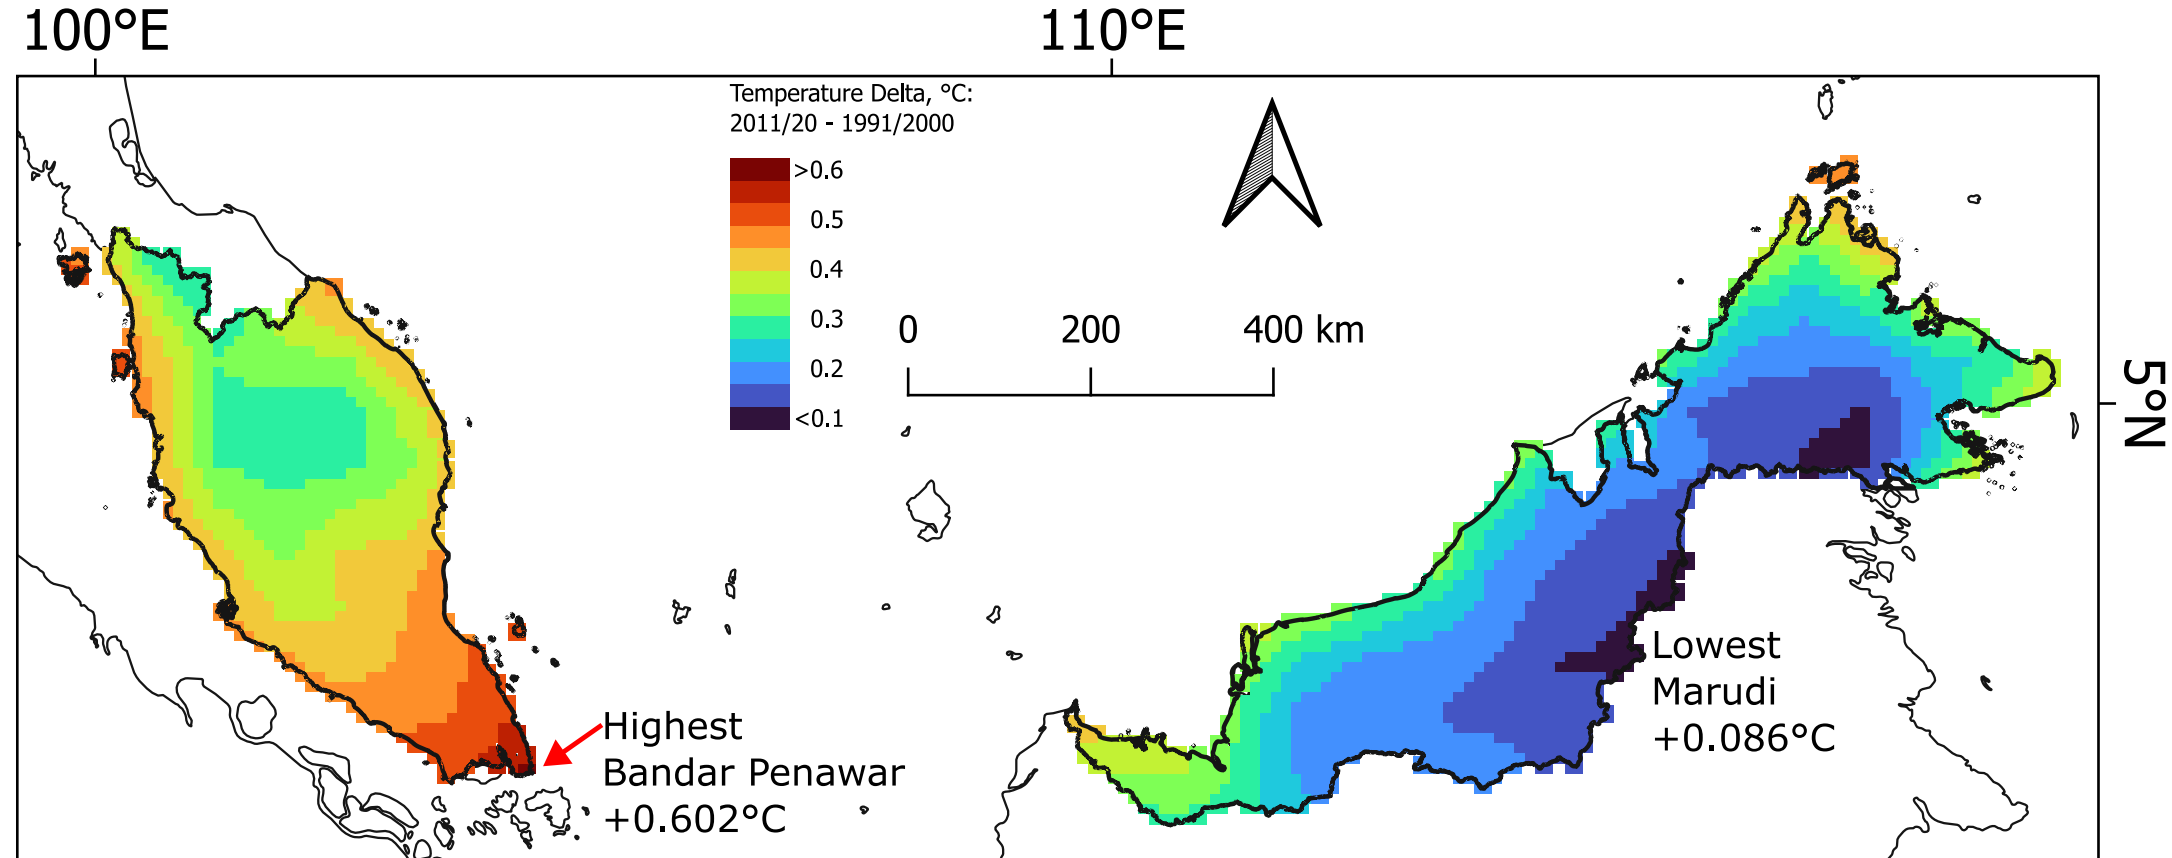 100°E
110°E
Temperature Delta, °C:
2011/20 - 1991/2000
>0.6
0.5
0.4
0.3
0.2
<0.1
0 200 400 km
5°N
Lowest
Marudi
+0.086°C
Highest
Bandar Penawar
+0.602°C